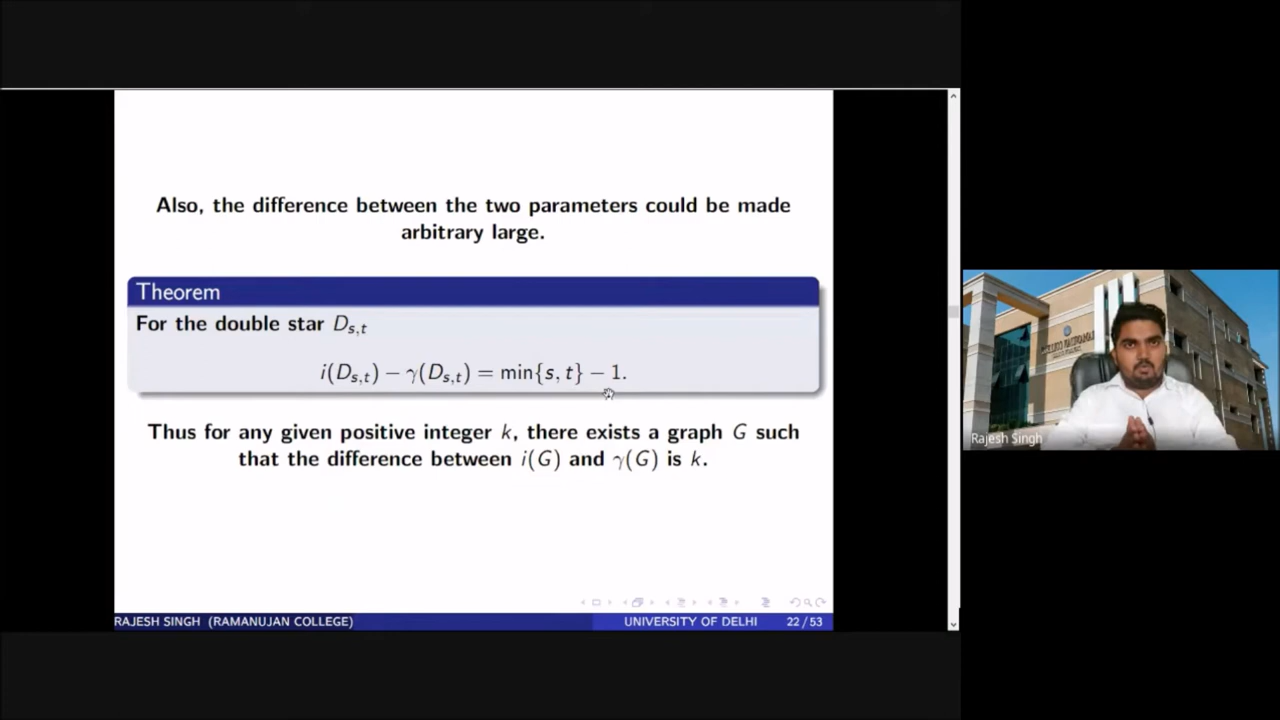 Also, the difference between the two parameters could be made
arbitrary large.
Theorem
For the double star D_{s,t}
i(D_{s,t}) − γ(D_{s,t}) = min{s, t} − 1.
Thus for any given positive integer k, there exists a graph G such
that the difference between i(G) and γ(G) is k.
RAJESH SINGH (RAMANUJAN COLLEGE) UNIVERSITY OF DELHI 22 / 53
Rajesh Singh